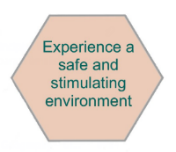 Experience a
safe and
stimulating
environment